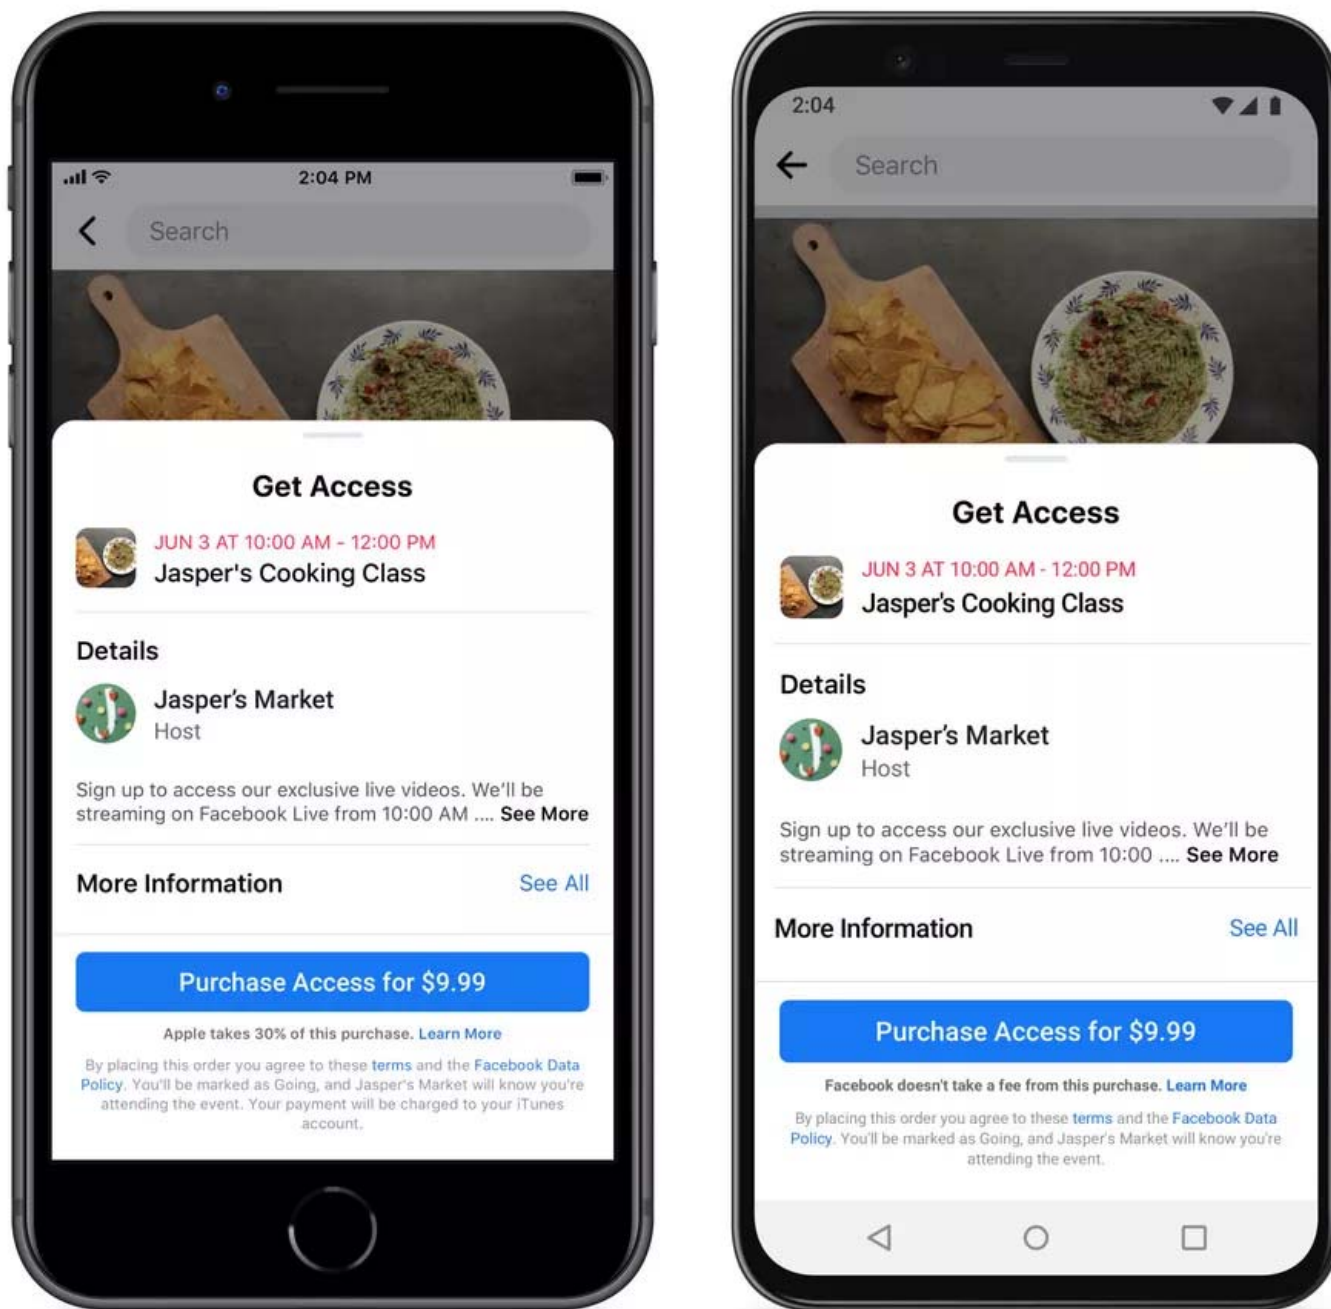 2:04 PM
Search
Get Access
JUN 3 AT 10:00 AM - 12:00 PM
Jasper's Cooking Class
Details
Jasper's Market
Host
Sign up to access our exclusive live videos. We'll be
streaming on Facebook Live from 10:00 AM .... See More
More Information
See All
Purchase Access for $9.99
Apple takes 30% of this purchase. Learn More
By placing this order you agree to these terms and the Facebook Data
Policy. You'll be marked as Going, and Jasper's Market will know you're
attending the event. Your payment will be charged to your iTunes
account.
2:04
Search
Get Access
JUN 3 AT 10:00 AM - 12:00 PM
Jasper's Cooking Class
Details
Jasper's Market
Host
Sign up to access our exclusive live videos. We'll be
streaming on Facebook Live from 10:00 .... See More
More Information
See All
Purchase Access for $9.99
Facebook doesn't take a fee from this purchase. Learn More
By placing this order you agree to these terms and the Facebook Data
Policy. You'll be marked as Going, and Jasper's Market will know you're
attending the event.